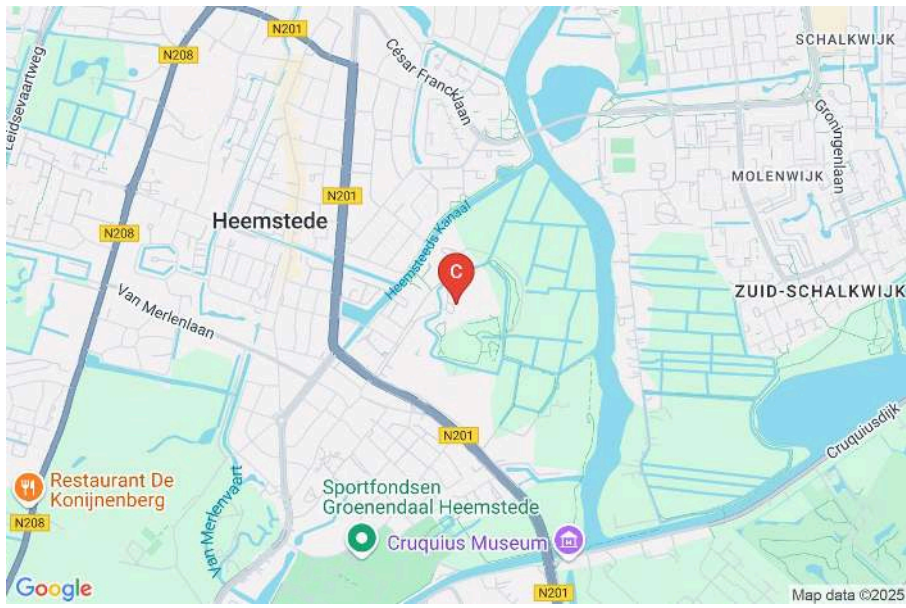 N201
N208
SCHALKWIJK
César Francklaan
Leidsevaartweg
Groningenlaan
MOLENWIJK
N201
Heemstede
N208
Heemsteeds Kanaal
C
ZUID-SCHALKWIJK
Van Merlenlaan
N201
Cruquiusdijk
Restaurant De
Konijnenberg
Sportfondsen
Groenendaal Heemstede
Van Merlenvaart
N208
Cruquius Museum
N201
Google
Map data ©2025